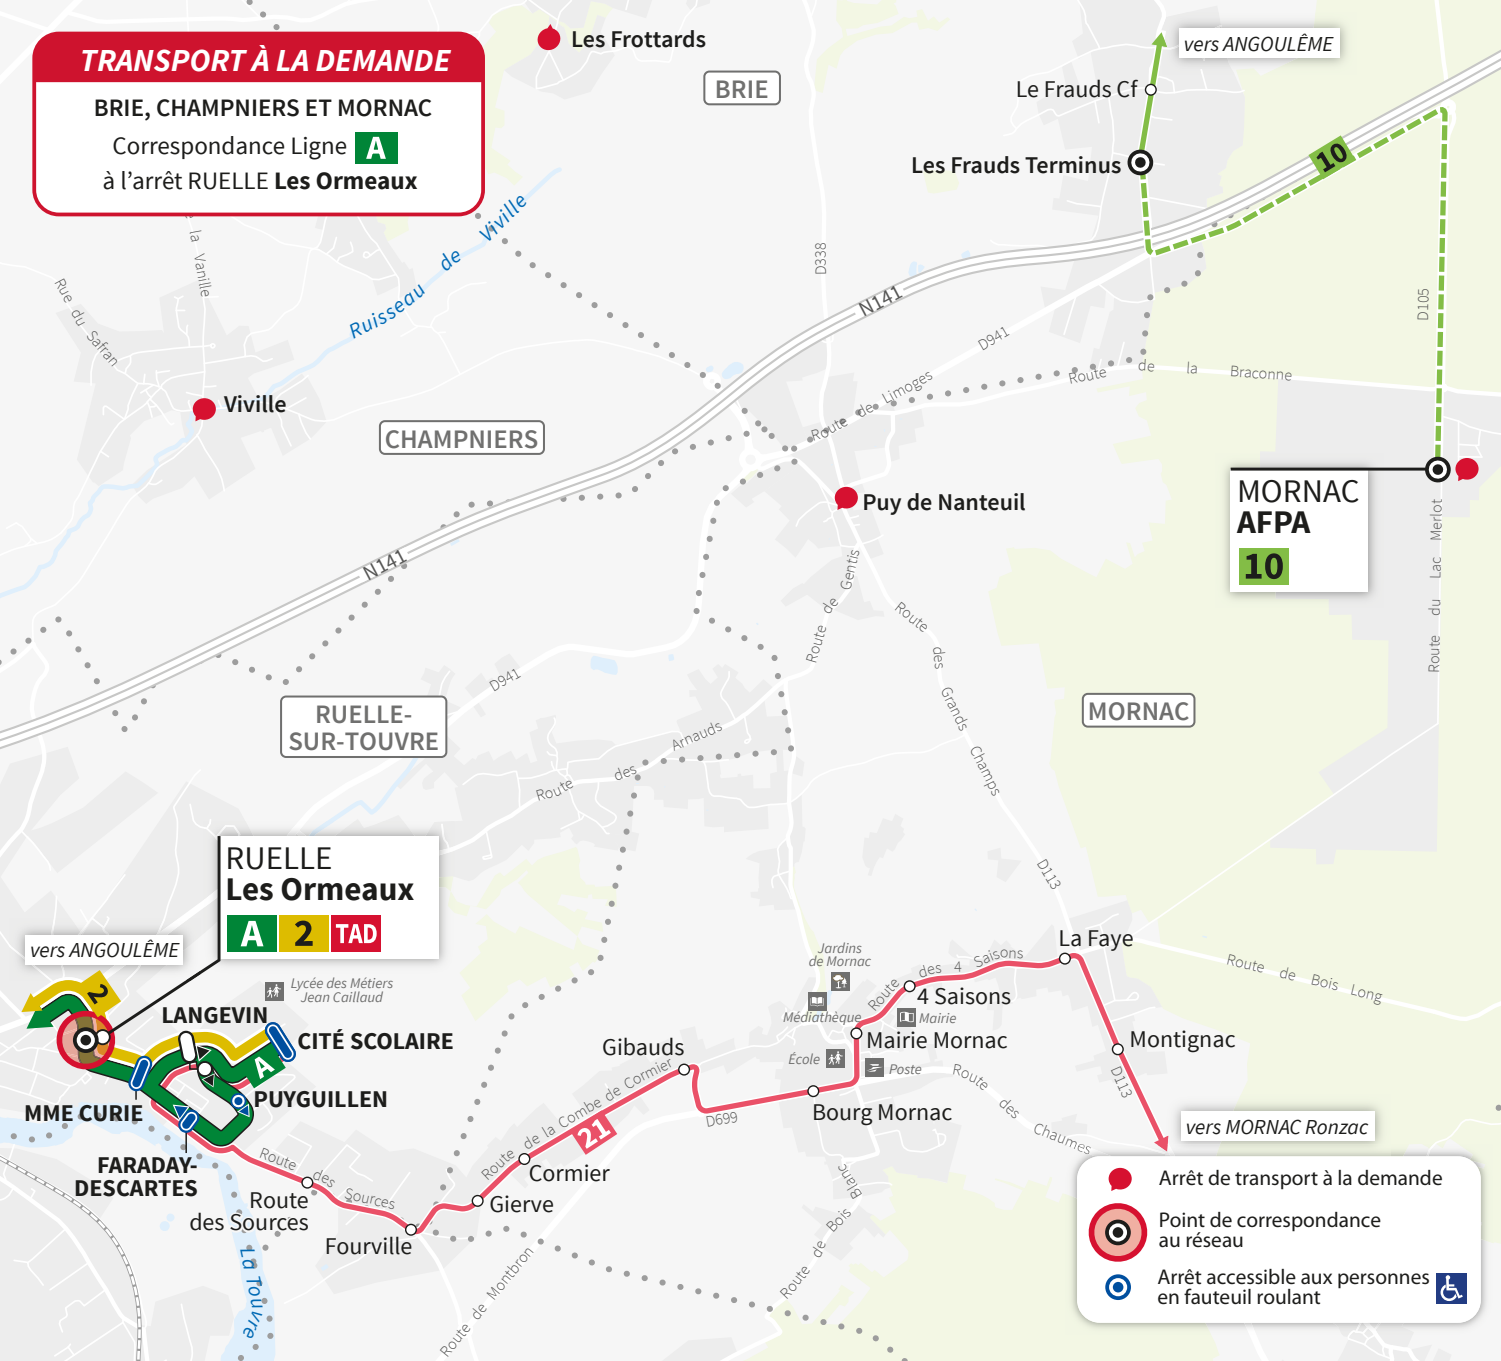 TRANSPORT À LA DEMANDE
BRIE, CHAMPNIERS ET MORNAC
Correspondance Ligne A
à l'arrêt RUELLE Les Ormeaux
Les Frottards
BRIE
vers ANGOULÊME
Le Frauds Cf
Les Frauds Terminus
10
la Vanille
Rue du Safran
Ruisseau de Viville
D338
N141
D941
D105
Route de Limoges
Route de la Braconne
Viville
CHAMPNIERS
Puy de Nanteuil
MORNAC
AFPA
10
Route du Lac Merlot
N141
Route de Gentis
Route des Grands Champs
D941
RUELLE-
SUR-TOUVRE
MORNAC
Route des Arnauds
RUELLE
Les Ormeaux
A 2 TAD
D113
vers ANGOULÊME
2
Lycée des Métiers
Jean Caillaud
LANGEVIN
CITÉ SCOLAIRE
A
PUYGUILLEN
MME CURIE
FARADAY-
DESCARTES
Jardins
de Mornac
Médiathèque
Route des 4 Saisons
La Faye
4 Saisons
Mairie
Mairie Mornac
École
Poste
Route de Bois Long
Montignac
D113
Gibauds
Route de la Combe de Cormier
21
D699
Bourg Mornac
Route des Chaumes
vers MORNAC Ronzac
Cormier
Gierve
Route des Sources
Route
des Sources
Fourville
La Touvre
Route de Montbron
Route de Bois Blanc
Arrêt de transport à la demande
Point de correspondance
au réseau
Arrêt accessible aux personnes
en fauteuil roulant